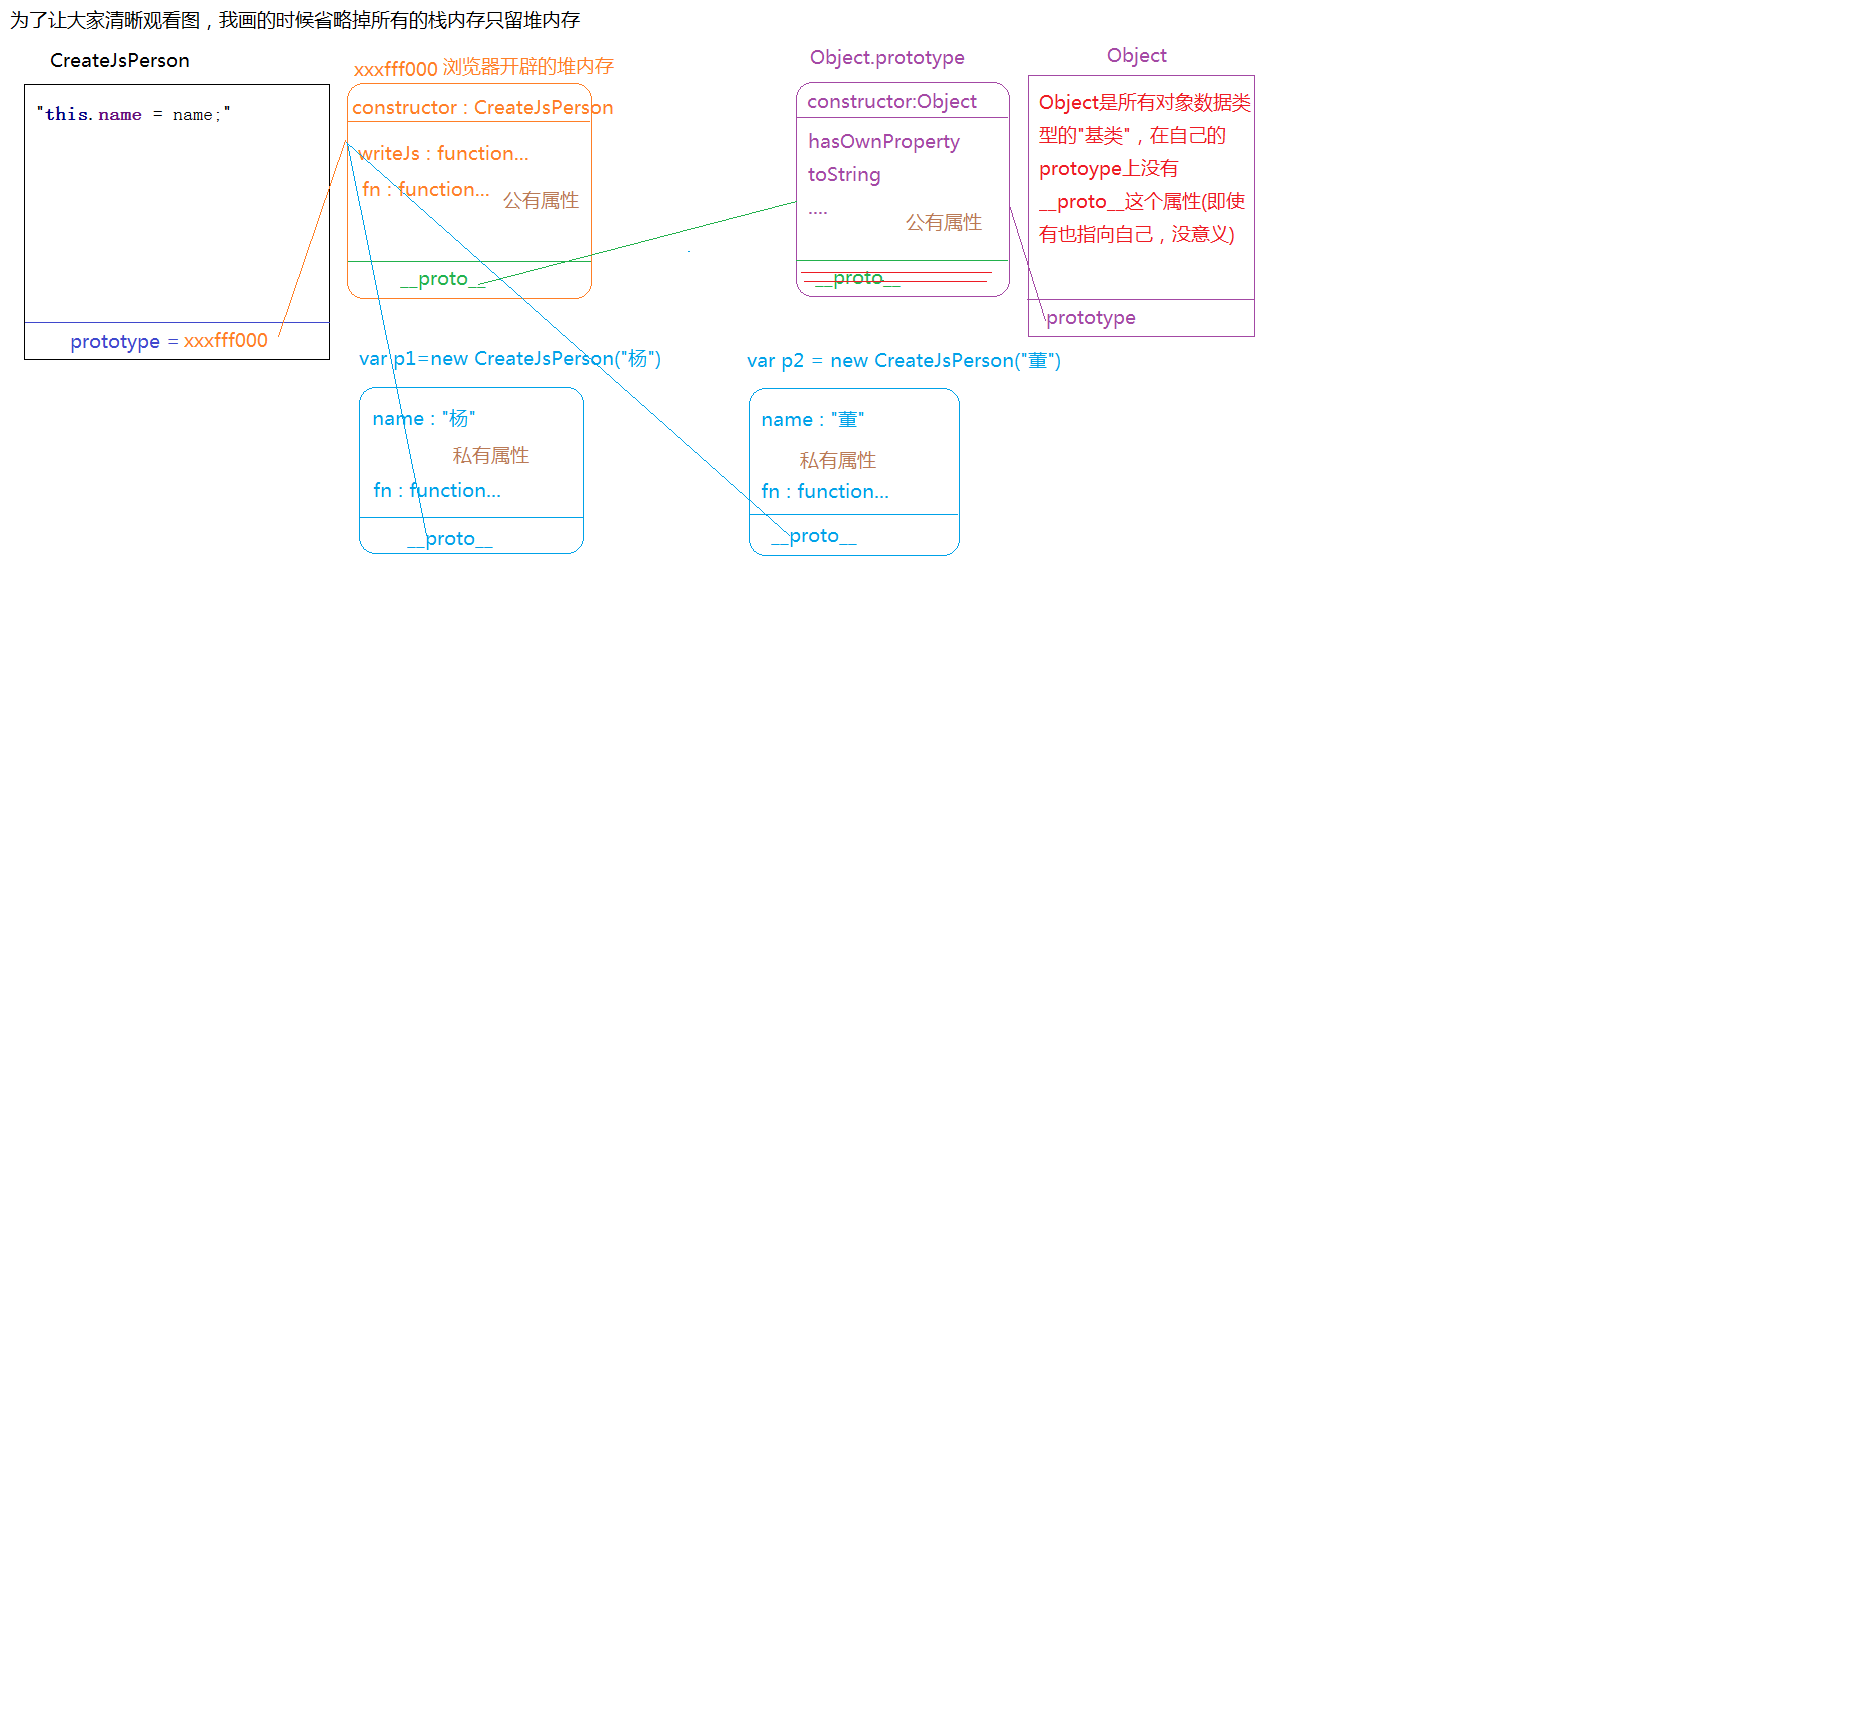 为了让大家清晰观看图，我画的时候省略掉所有的栈内存只留堆内存
CreateJsPerson
"this.name = name;"
prototype = xxxfff000
xxxfff000 浏览器开辟的堆内存
constructor : CreateJsPerson
writeJs : function...
fn : function...
公有属性
__proto__
Object.prototype
constructor:Object
hasOwnProperty
toString
....
公有属性
__proto__
Object
Object是所有对象数据类
型的"基类"，在自己的
protoype上没有
__proto__这个属性(即使
有也指向自己，没意义)
prototype
var p1=new CreateJsPerson("杨")
name : "杨"
私有属性
fn : function...
__proto__
var p2 = new CreateJsPerson("董")
name : "董"
私有属性
fn : function...
__proto__